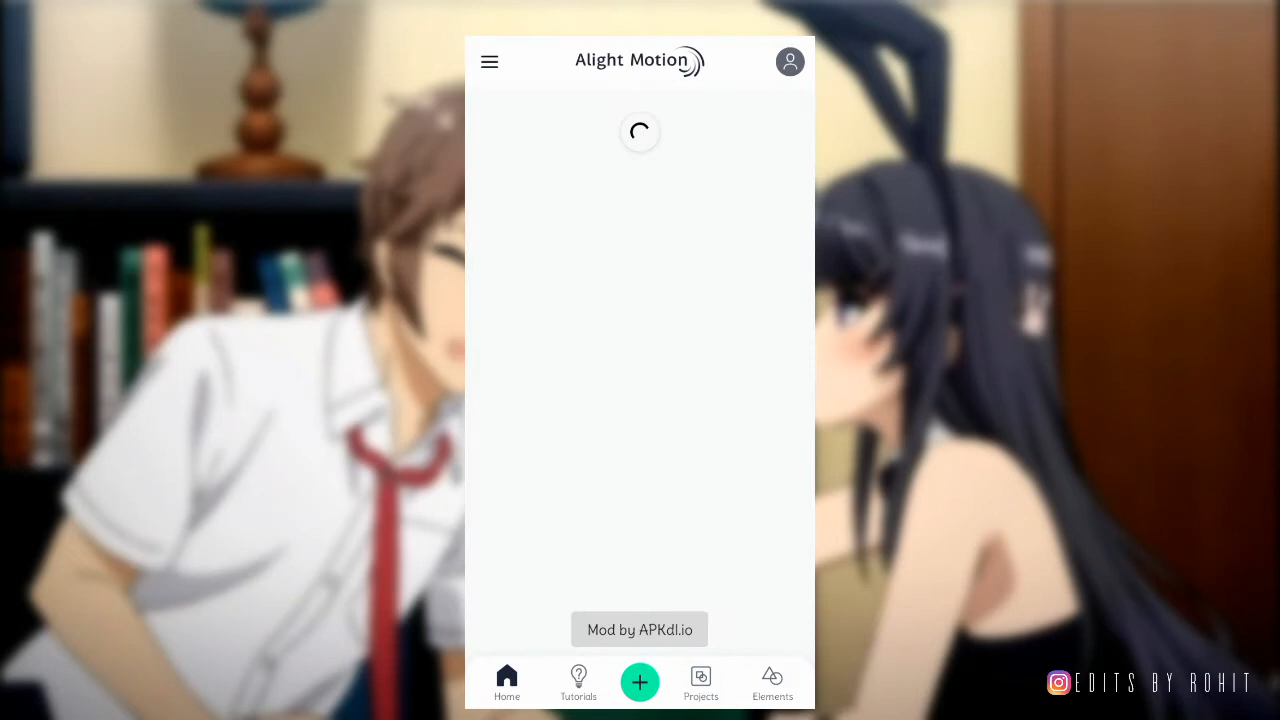 Alight Motion
Mod by APKdl.io
Home
Tutorials
Projects
Elements
EDITS BY ROHIT